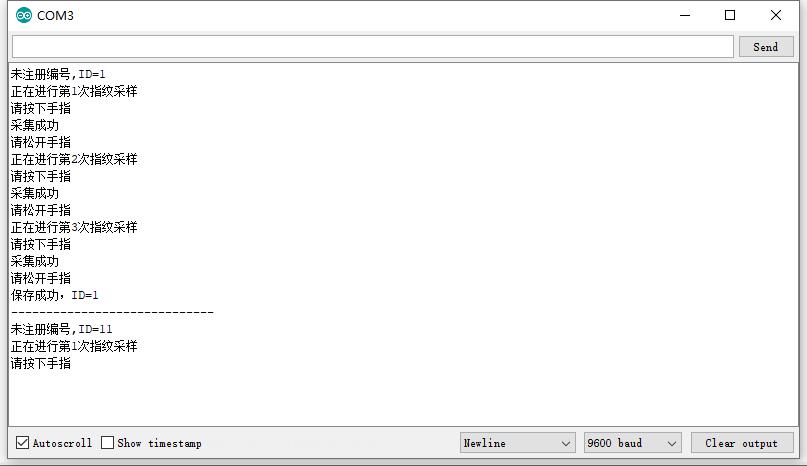 COM3
Send
未注册编号,ID=1
正在进行第1次指纹采样
请按下手指
采集成功
请松开手指
正在进行第2次指纹采样
请按下手指
采集成功
请松开手指
正在进行第3次指纹采样
请按下手指
采集成功
请松开手指
保存成功，ID=1
-----------------------------
未注册编号,ID=11
正在进行第1次指纹采样
请按下手指
Autoscroll Show timestamp Newline 9600 baud Clear output